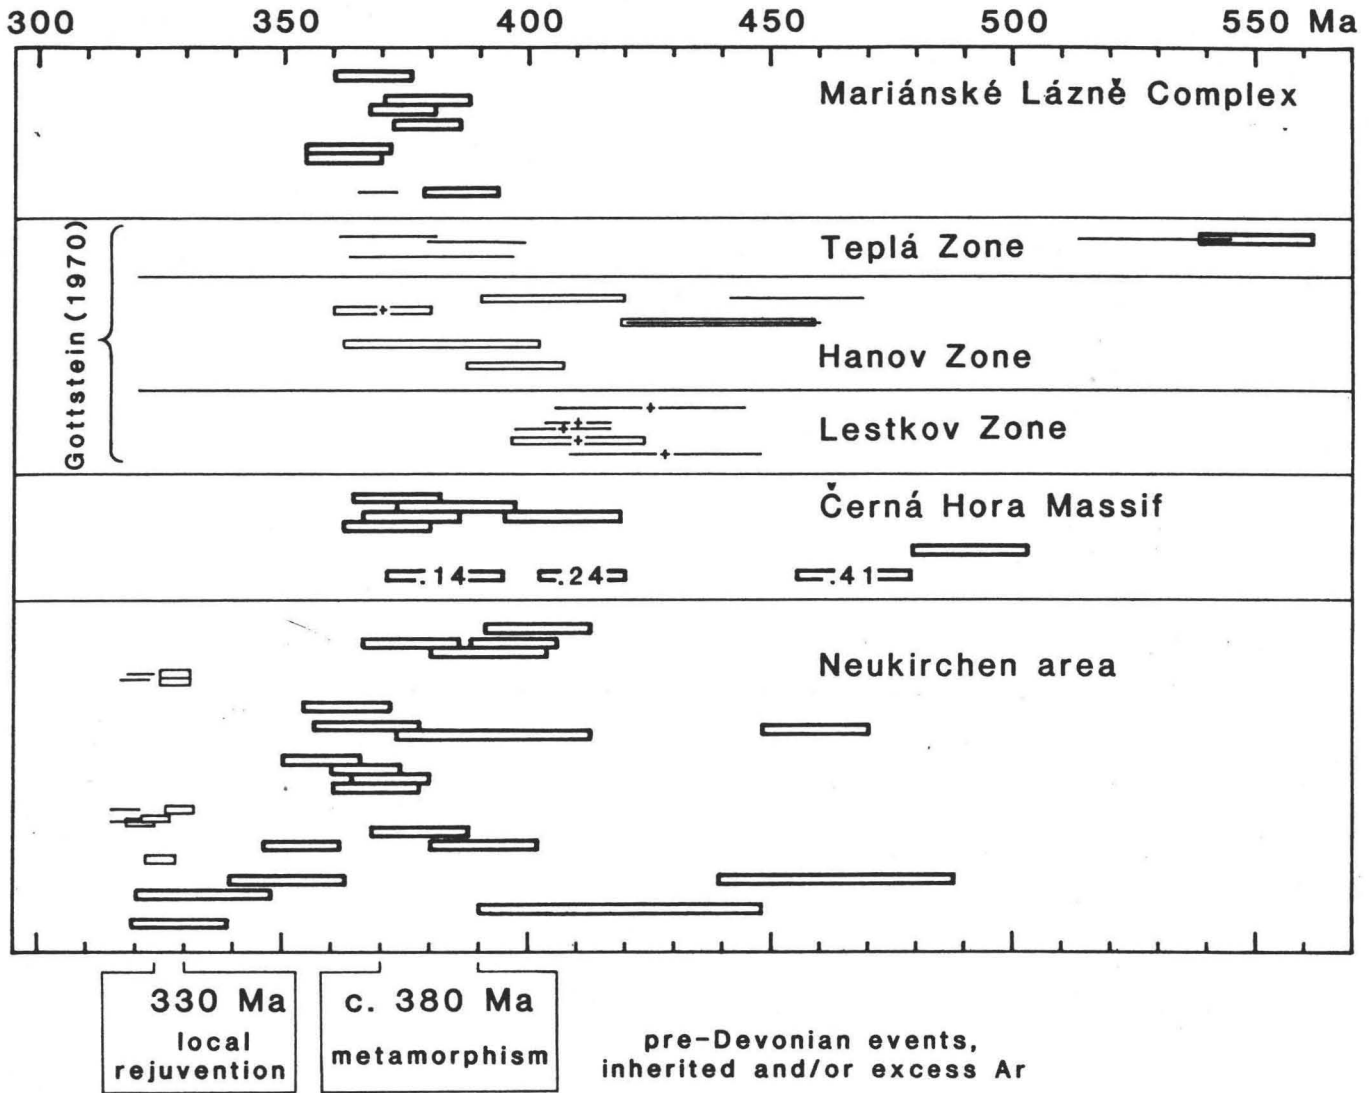 300 350 400 450 500 550 Ma
Mariánské Lázně Complex
Gottstein (1970)
Teplá Zone
Hanov Zone
Lestkov Zone
Černá Hora Massif
.14 .24 .41
Neukirchen area
330 Ma
local
rejuvention
c. 380 Ma
metamorphism
pre-Devonian events,
inherited and/or excess Ar